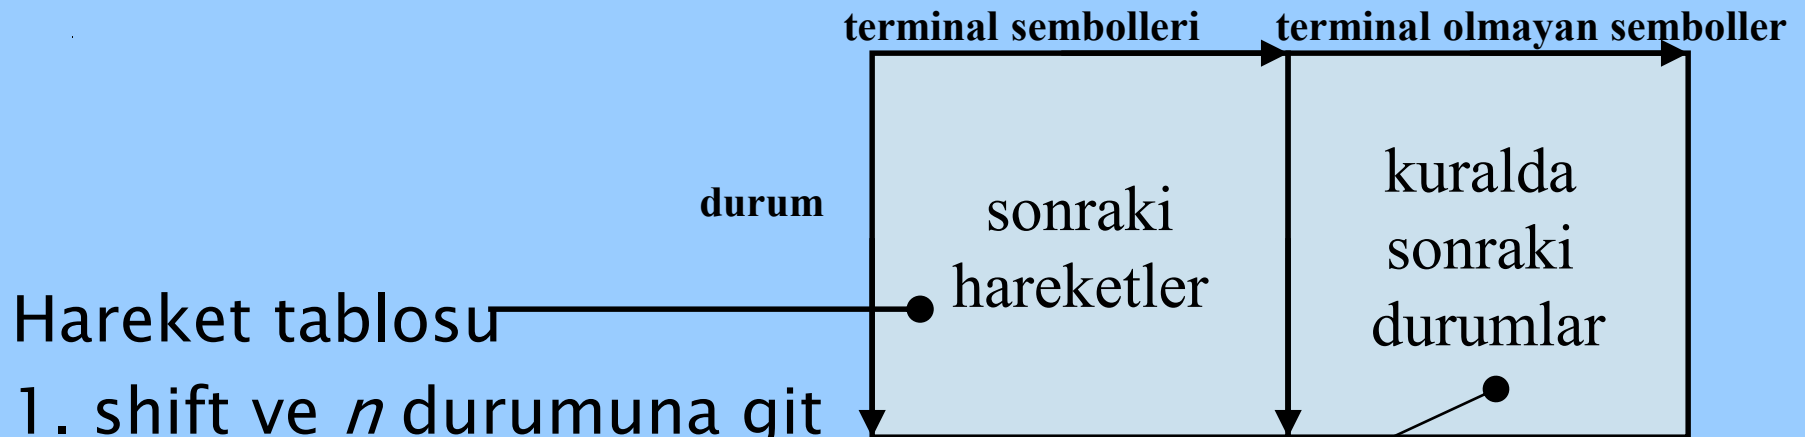 terminal sembolleri terminal olmayan semboller
durum
sonraki
hareketler
kuralda
sonraki
durumlar
Hareket tablosu
1. shift ve n durumuna git